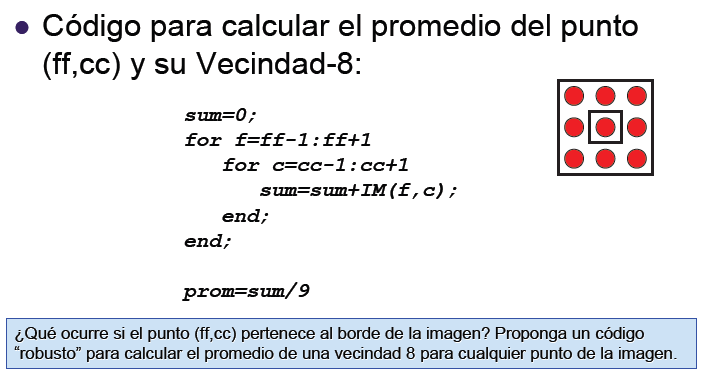 Código para calcular el promedio del punto
(ff,cc) y su Vecindad-8:
sum=0;
for f=ff-1:ff+1
for c=cc-1:cc+1
sum=sum+IM(f,c);
end;
end;
prom=sum/9
¿Qué ocurre si el punto (ff,cc) pertenece al borde de la imagen? Proponga un código
“robusto” para calcular el promedio de una vecindad 8 para cualquier punto de la imagen.